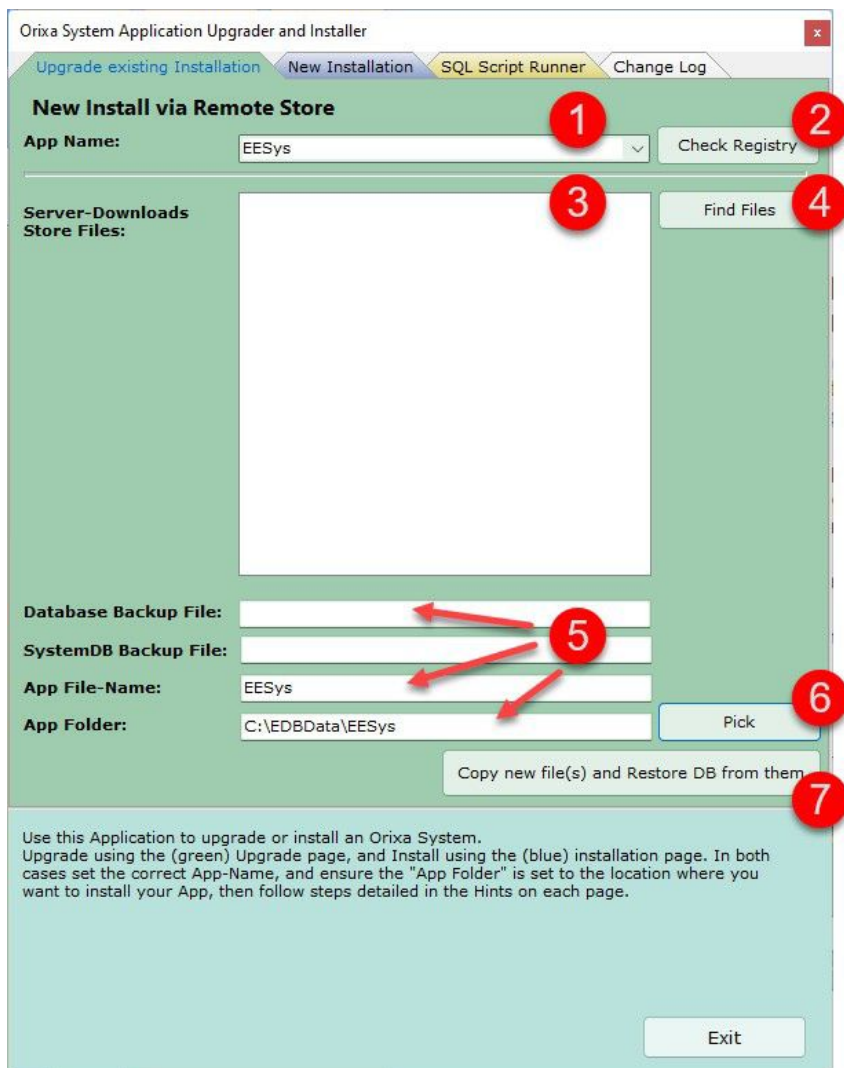 Orixa System Application Upgrader and Installer
x
Upgrade existing Installation
New Installation
SQL Script Runner
Change Log
New Install via Remote Store
1
2
App Name:
EESys
Check Registry
3
4
Server-Downloads
Store Files:
Find Files
Database Backup File:
5
SystemDB Backup File:
App File-Name:
EESys
6
App Folder:
C:\EDBData\EESys
Pick
Copy new file(s) and Restore DB from them
7
Use this Application to upgrade or install an Orixa System.
Upgrade using the (green) Upgrade page, and Install using the (blue) installation page. In both
cases set the correct App-Name, and ensure the "App Folder" is set to the location where you
want to install your App, then follow steps detailed in the Hints on each page.
Exit